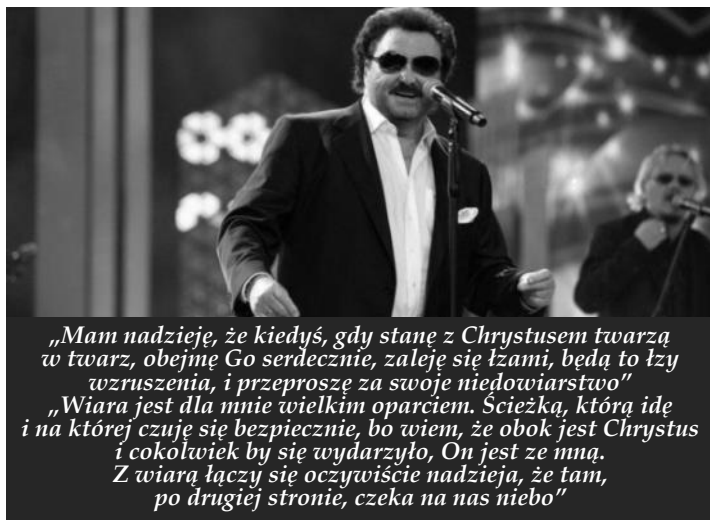 „Mam nadzieję, że kiedyś, gdy stanę z Chrystusem twarzą
w twarz, obejmę Go serdecznie, zaleję się łzami, będą to łzy
wzruszenia, i przeproszę za swoje niedowiarstwo”
„Wiara jest dla mnie wielkim oparciem. Ścieżką, którą idę
i na której czuję się bezpiecznie, bo wiem, że obok jest Chrystus
i cokolwiek by się wydarzyło, On jest ze mną.
Z wiarą łączy się oczywiście nadzieja, że tam,
po drugiej stronie, czeka na nas niebo”